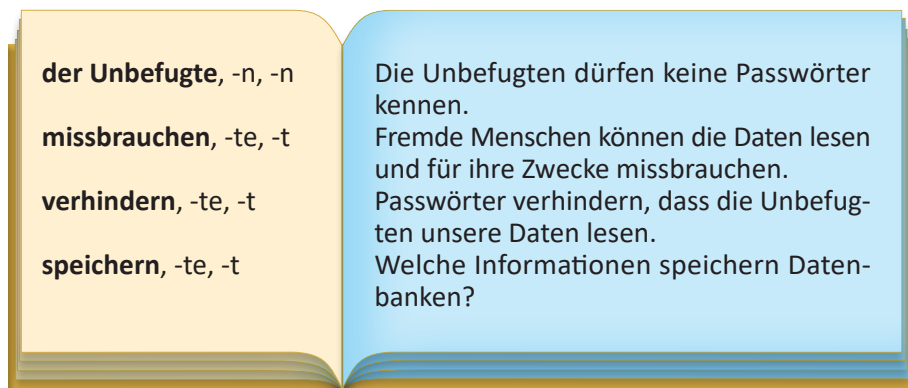 der Unbefugte, -n, -n
Die Unbefugten dürfen keine Passwörter
kennen.
missbrauchen, -te, -t
Fremde Menschen können die Daten lesen
und für ihre Zwecke missbrauchen.
verhindern, -te, -t
Passwörter verhindern, dass die Unbefug-
ten unsere Daten lesen.
speichern, -te, -t
Welche Informationen speichern Daten-
banken?